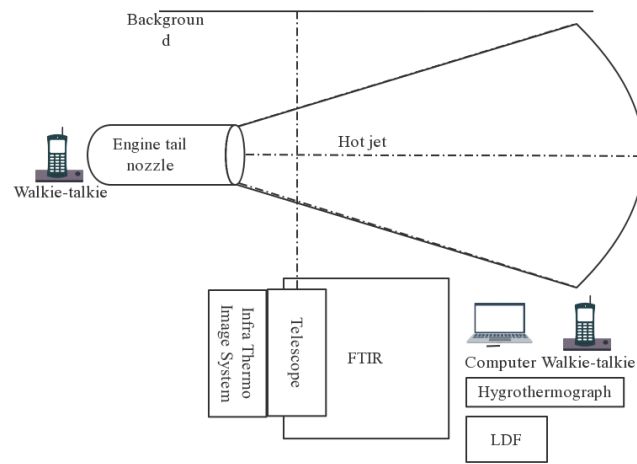 Backgroun
d
Engine tail
nozzle
Hot jet
Walkie-talkie
Infra Thermo
Image System
Telescope
FTIR
Computer Walkie-talkie
Hygrothermograph
LDF